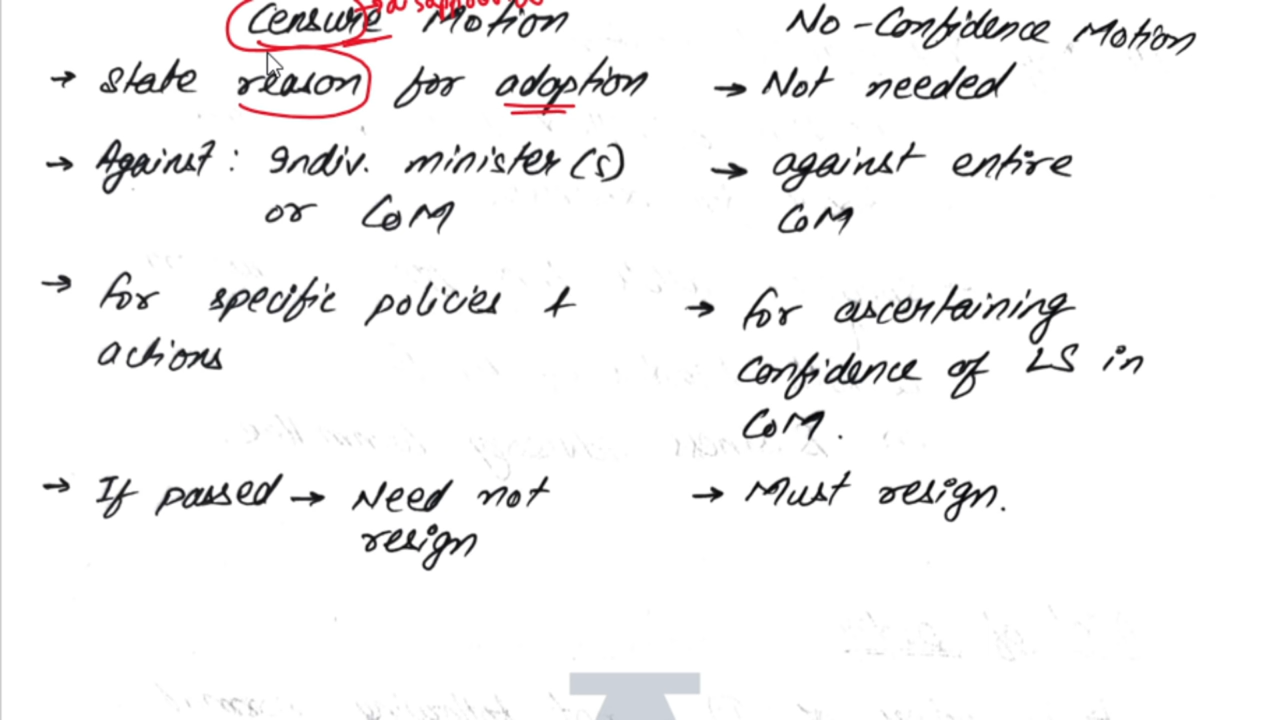 Censure Motion
No-Confidence Motion
→ State reason for adoption
→ Not needed
→ Against: Indiv. minister(s)
or CoM
→ against entire
CoM
→ for specific policies +
actions
→ for ascertaining
confidence of LS in
CoM.
→ If passed → Need not
resign
→ Must resign.